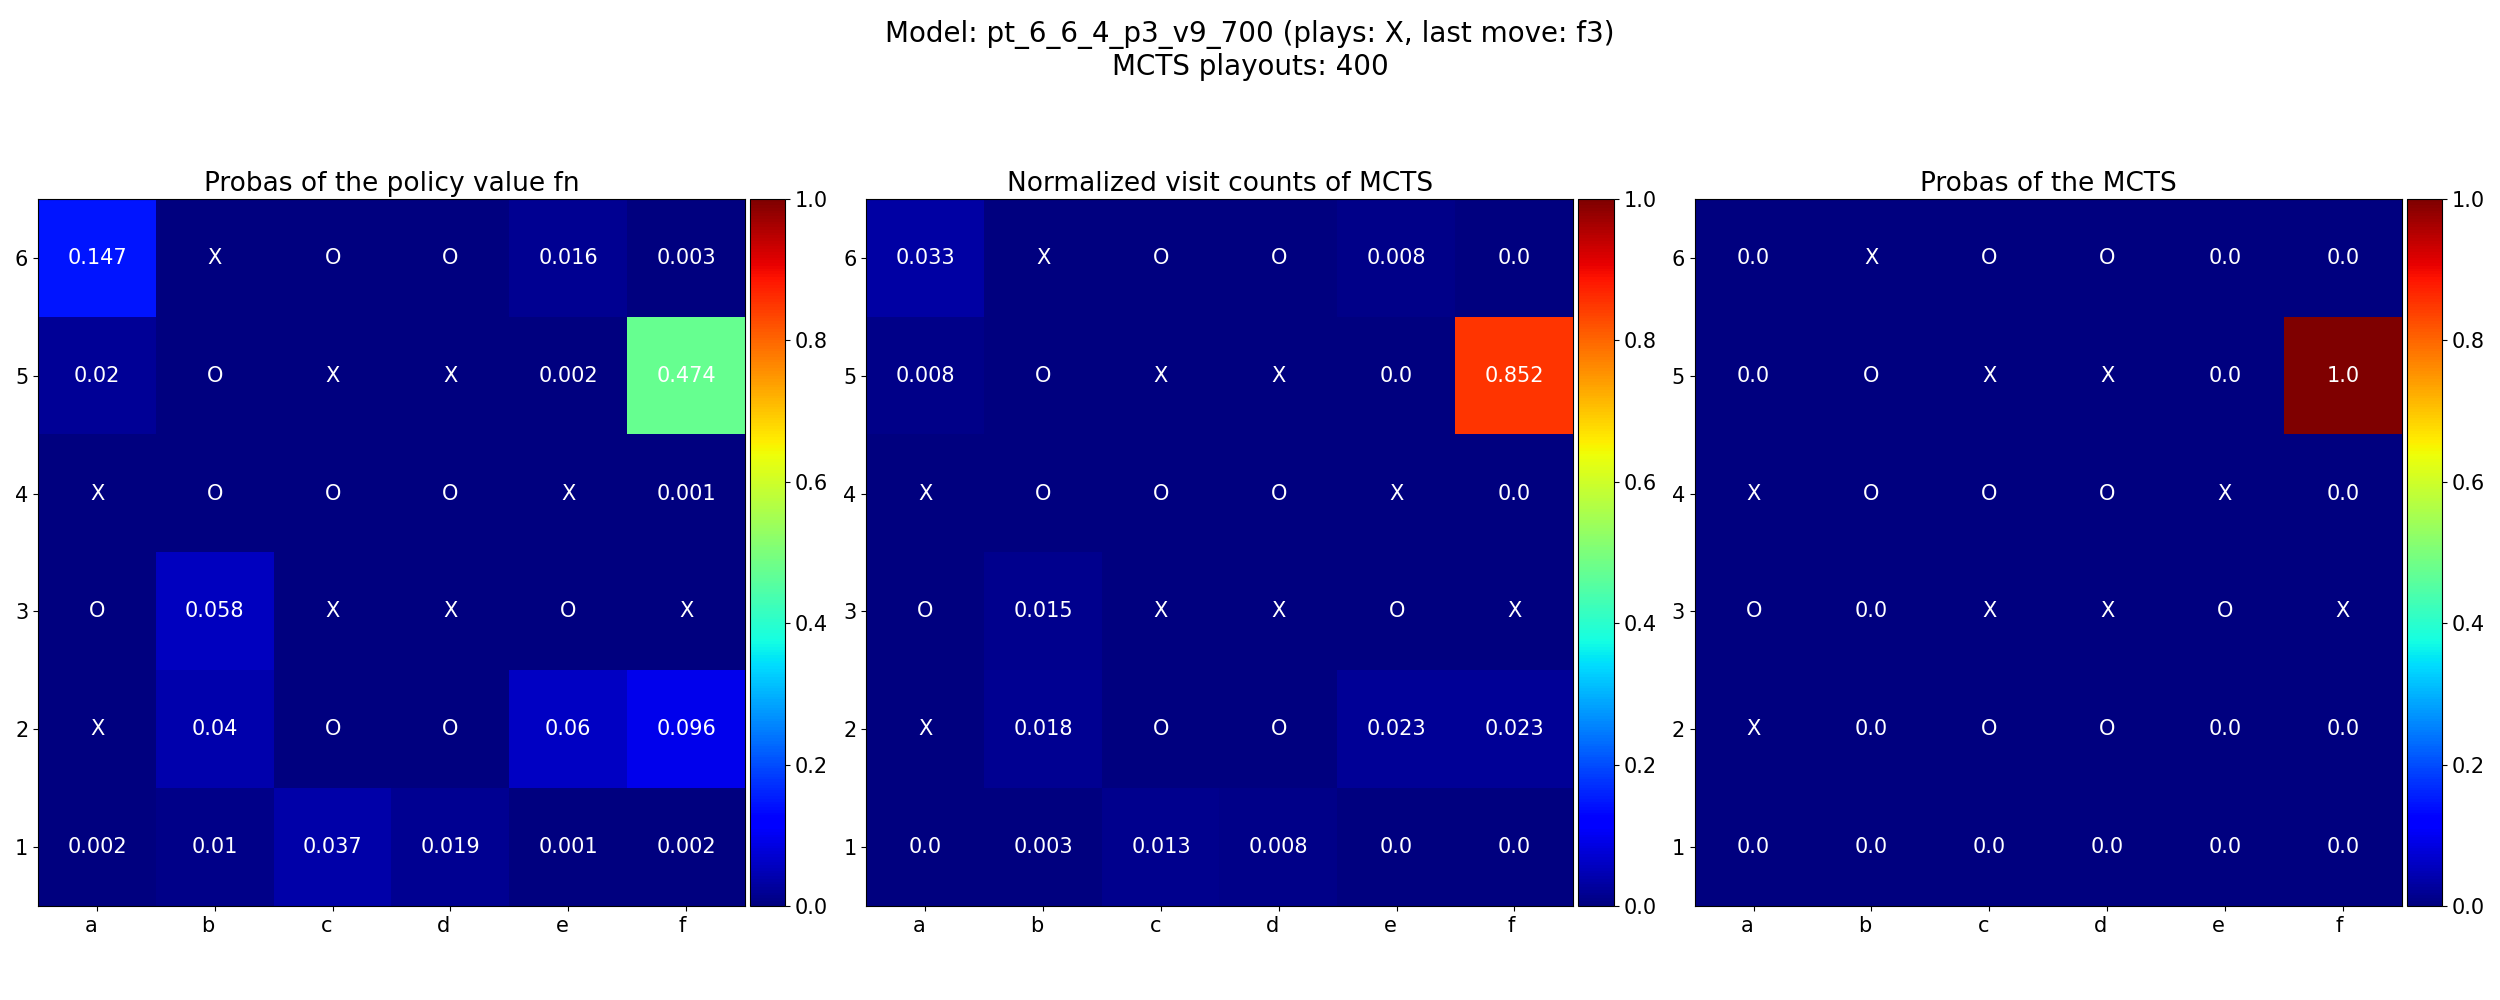 Model: pt_6_6_4_p3_v9_700 (plays: X, last move: f3)
MCTS playouts: 400
Probas of the policy value fn
6 0.147 X O O 0.016 0.003
5 0.02 O X X 0.002 0.474
4 X O O O X 0.001
3 O 0.058 X X O X
2 X 0.04 O O 0.06 0.096
1 0.002 0.01 0.037 0.019 0.001 0.002
a b c d e f
1.0
0.8
0.6
0.4
0.2
0.0
Normalized visit counts of MCTS
6 0.033 X O O 0.008 0.0
5 0.008 O X X 0.0 0.852
4 X O O O X 0.0
3 O 0.015 X X O X
2 X 0.018 O O 0.023 0.023
1 0.0 0.003 0.013 0.008 0.0 0.0
a b c d e f
1.0
0.8
0.6
0.4
0.2
0.0
Probas of the MCTS
6 0.0 X O O 0.0 0.0
5 0.0 O X X 0.0 1.0
4 X O O O X 0.0
3 O 0.0 X X O X
2 X 0.0 O O 0.0 0.0
1 0.0 0.0 0.0 0.0 0.0 0.0
a b c d e f
1.0
0.8
0.6
0.4
0.2
0.0